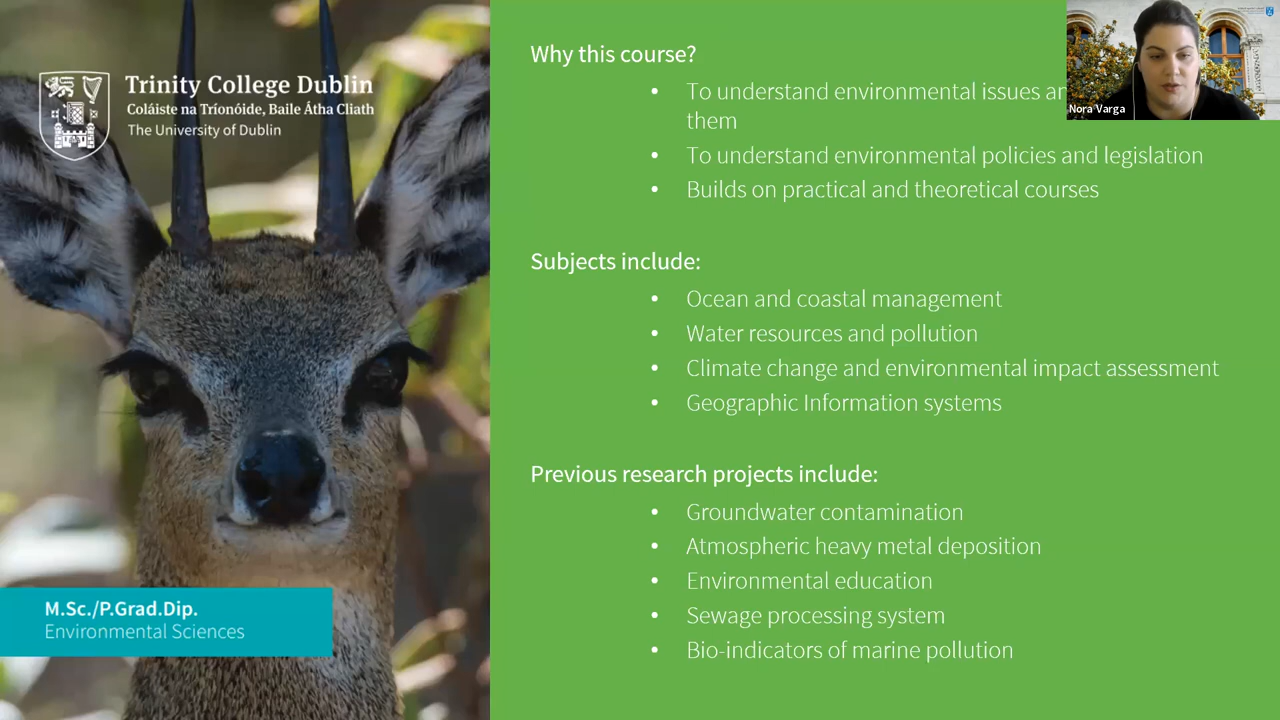 Trinity College Dublin
Coláiste na Tríonóide, Baile Átha Cliath
The University of Dublin
M.Sc./P.Grad.Dip.
Environmental Sciences
Why this course?
• To understand environmental issues
them
• To understand environmental policies and legislation
• Builds on practical and theoretical courses
Subjects include:
• Ocean and coastal management
• Water resources and pollution
• Climate change and environmental impact assessment
• Geographic Information systems
Previous research projects include:
• Groundwater contamination
• Atmospheric heavy metal deposition
• Environmental education
• Sewage processing system
• Bio-indicators of marine pollution
Nora Varga